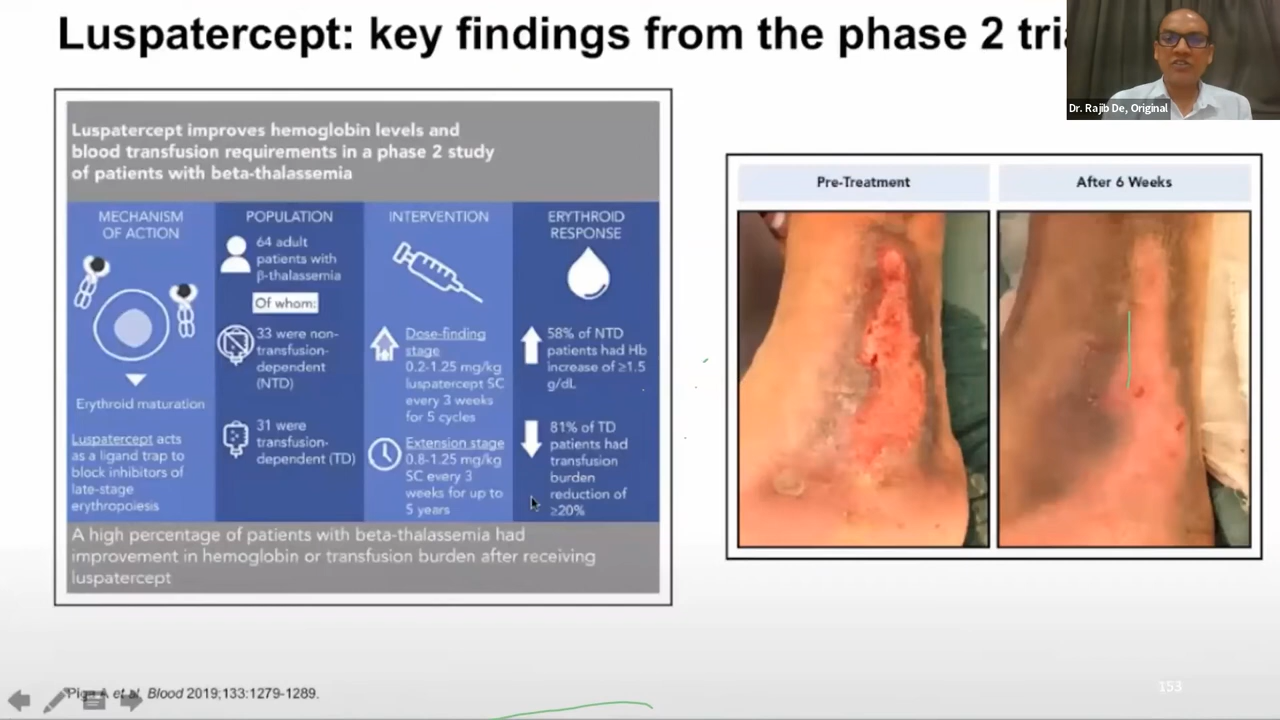 Luspatercept: key findings from the phase 2
Dr. Rajib De, Original
Luspatercept improves hemoglobin levels and
blood transfusion requirements in a phase 2 study
of patients with beta-thalassemia
MECHANISM
OF ACTION
Erythroid maturation
Luspatercept acts
as a ligand trap to
block inhibitors of
late-stage
erythropoiesis
POPULATION
64 adult
patients with
β-thalassemia
Of whom:
33 were non-
transfusion-
dependent
(NTD)
31 were
transfusion-
dependent (TD)
INTERVENTION
Dose-finding
stage
0.2-1.25 mg/kg
luspatercept SC
every 3 weeks
for 5 cycles
Extension stage
0.8-1.25 mg/kg
SC every 3
weeks for up to
5 years
ERYTHROID
RESPONSE
58% of NTD
patients had Hb
increase of ≥1.5
g/dL
81% of TD
patients had
transfusion
burden
reduction of
≥20%
A high percentage of patients with beta-thalassemia had
improvement in hemoglobin or transfusion burden after receiving
luspatercept
Pre-Treatment
After 6 Weeks
Piga A et al. Blood 2019;133:1279-1289.
153